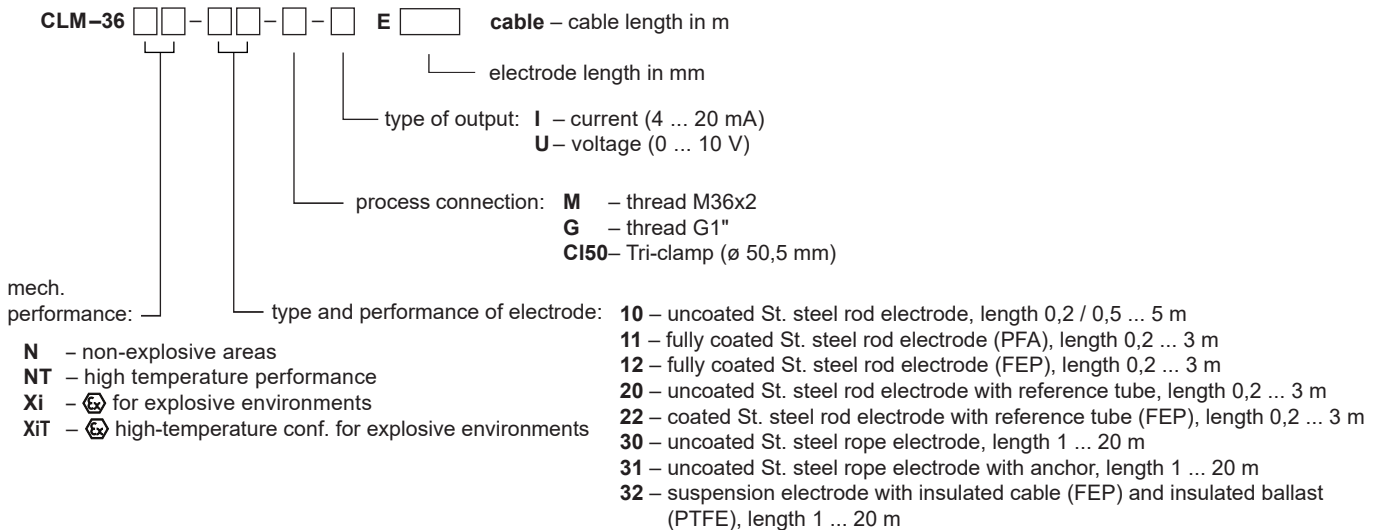 CLM–36 – – – E cable – cable length in m
electrode length in mm
type of output: I – current (4 ... 20 mA)
U – voltage (0 ... 10 V)
process connection: M – thread M36x2
G – thread G1"
Cl50– Tri-clamp (ø 50,5 mm)
mech.
performance:
N – non-explosive areas
NT – high temperature performance
Xi – Ex for explosive environments
XiT – Ex high-temperature conf. for explosive environments
type and performance of electrode: 10 – uncoated St. steel rod electrode, length 0,2 / 0,5 ... 5 m
11 – fully coated St. steel rod electrode (PFA), length 0,2 ... 3 m
12 – fully coated St. steel rod electrode (FEP), length 0,2 ... 3 m
20 – uncoated St. steel rod electrode with reference tube, length 0,2 ... 3 m
22 – coated St. steel rod electrode with reference tube (FEP), length 0,2 ... 3 m
30 – uncoated St. steel rope electrode, length 1 ... 20 m
31 – uncoated St. steel rope electrode with anchor, length 1 ... 20 m
32 – suspension electrode with insulated cable (FEP) and insulated ballast
(PTFE), length 1 ... 20 m